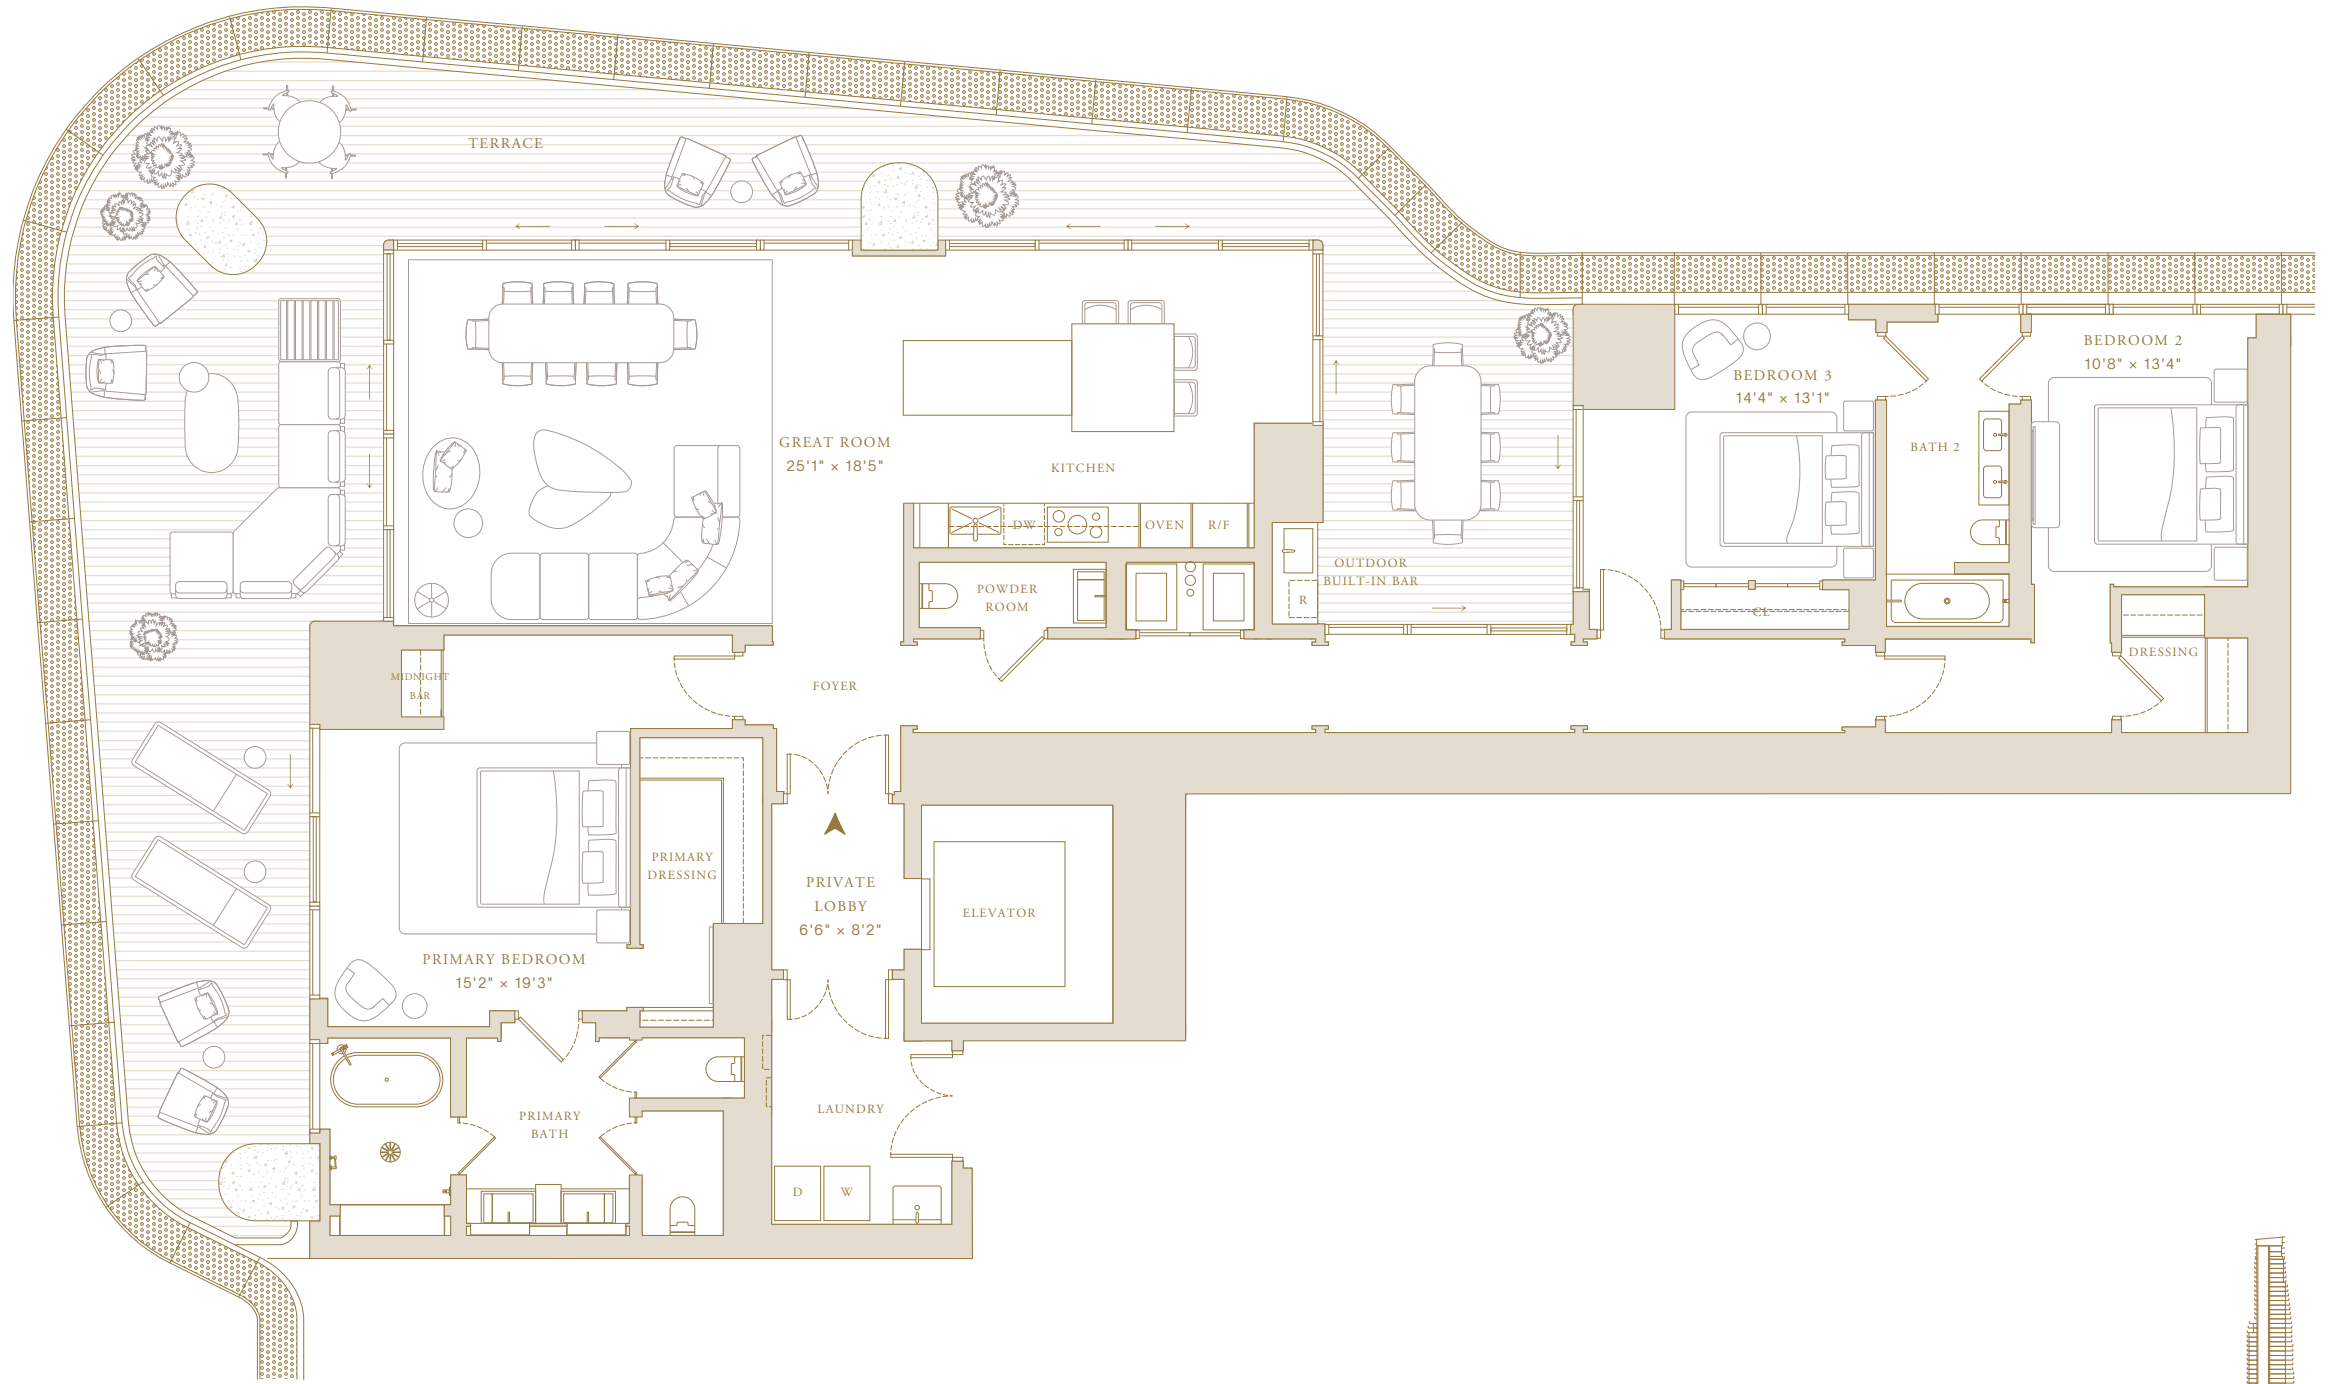 TERRACE
BEDROOM 2
10'8" × 13'4"
BEDROOM 3
14'4" × 13'1"
GREAT ROOM
25'1" × 18'5"
KITCHEN
BATH 2
DW
OVEN
R/F
OUTDOOR
BUILT-IN BAR
R
POWDER
ROOM
CL
DRESSING
MIDNIGHT
BAR
FOYER
PRIMARY
DRESSING
PRIVATE
LOBBY
6'6" × 8'2"
ELEVATOR
PRIMARY BEDROOM
15'2" × 19'3"
PRIMARY
BATH
LAUNDRY
D
W